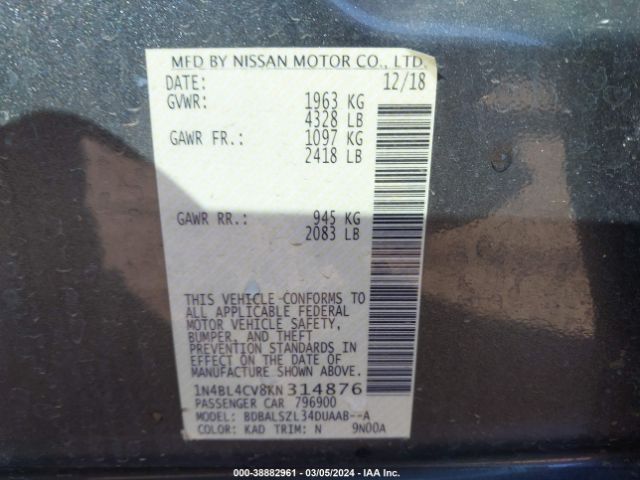 MFD BY NISSAN MOTOR CO., LTD.
DATE: 12/18
GVWR: 1963 KG
4328 LB
GAWR FR.: 1097 KG
2418 LB
GAWR RR.: 945 KG
2083 LB
THIS VEHICLE CONFORMS TO
ALL APPLICABLE FEDERAL
MOTOR VEHICLE SAFETY,
BUMPER, AND THEFT
PREVENTION STANDARDS IN
EFFECT ON THE DATE OF
MANUFACTURE SHOWN ABOVE.
1N4BL4CV8KN314876
PASSENGER CAR 796900
MODEL: BDBALSZL34DUAAB--A
COLOR: KAD TRIM: N 9N00A
000-38882961 - 03/05/2024 - IAA Inc.